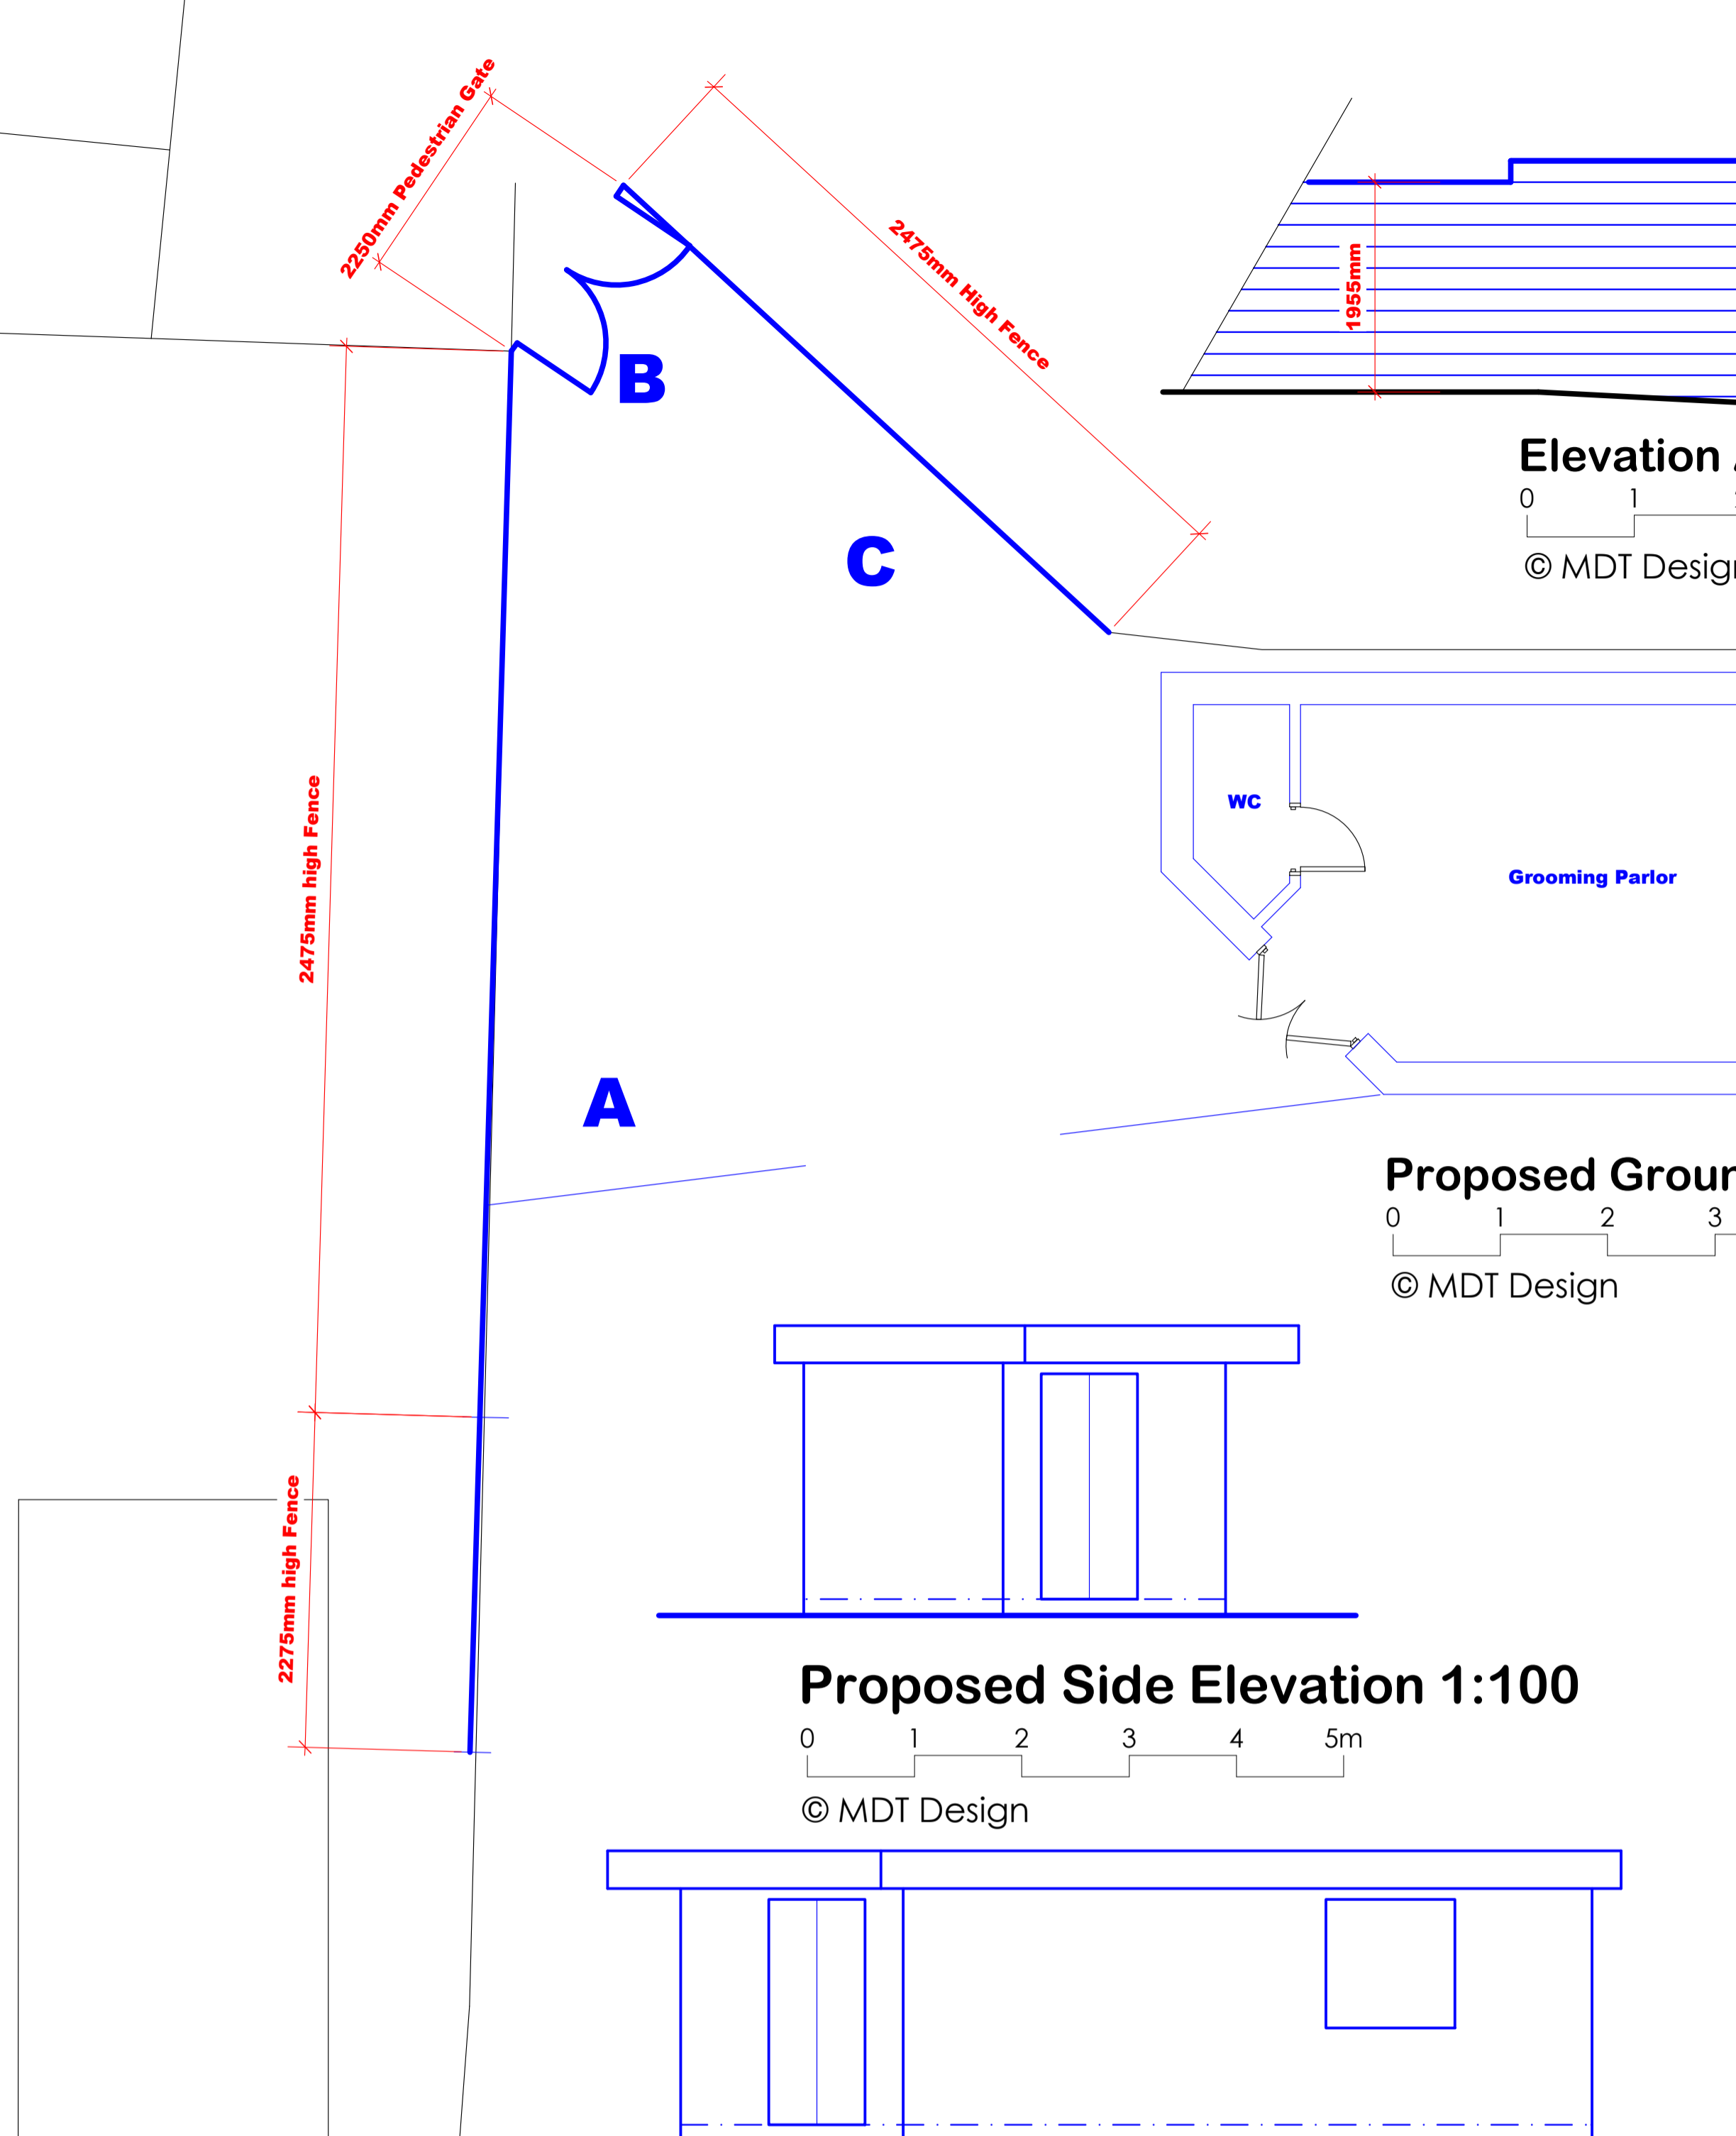 2250mm Pedestrian Gate
2475mm High Fence
1955mm
B
Elevation
0 1
© MDT Design
C
2475mm high Fence
WC
Grooming Parlor
A
Proposed
0 1 2 3
© MDT Design
2275mm high Fence
Proposed Side Elevation 1:100
0 1 2 3 4 5m
© MDT Design